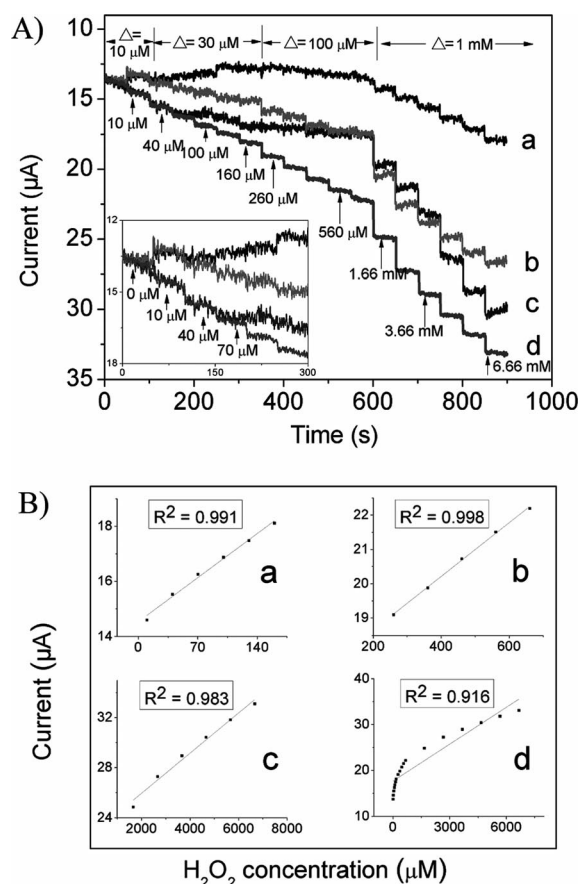 A)
Δ=
10 μM
Δ= 30 μM
Δ= 100 μM
Δ= 1 mM
10
15
20
25
30
35
Current (μA)
10 μM
40 μM
100 μM
160 μM
260 μM
560 μM
1.66 mM
3.66 mM
6.66 mM
a
b
c
d
12
15
18
0 μM
10 μM
40 μM
70 μM
0
150
300
0 200 400 600 800 1000
Time (s)
B)
R² = 0.991
a
18
16
14
0 70 140
R² = 0.998
b
22
21
20
19
200 400 600 800
R² = 0.983
c
32
28
24
2000 4000 6000 8000
R² = 0.916
d
40
30
20
10
0 2000 4000 6000
Current (μA)
H₂O₂ concentration (μM)